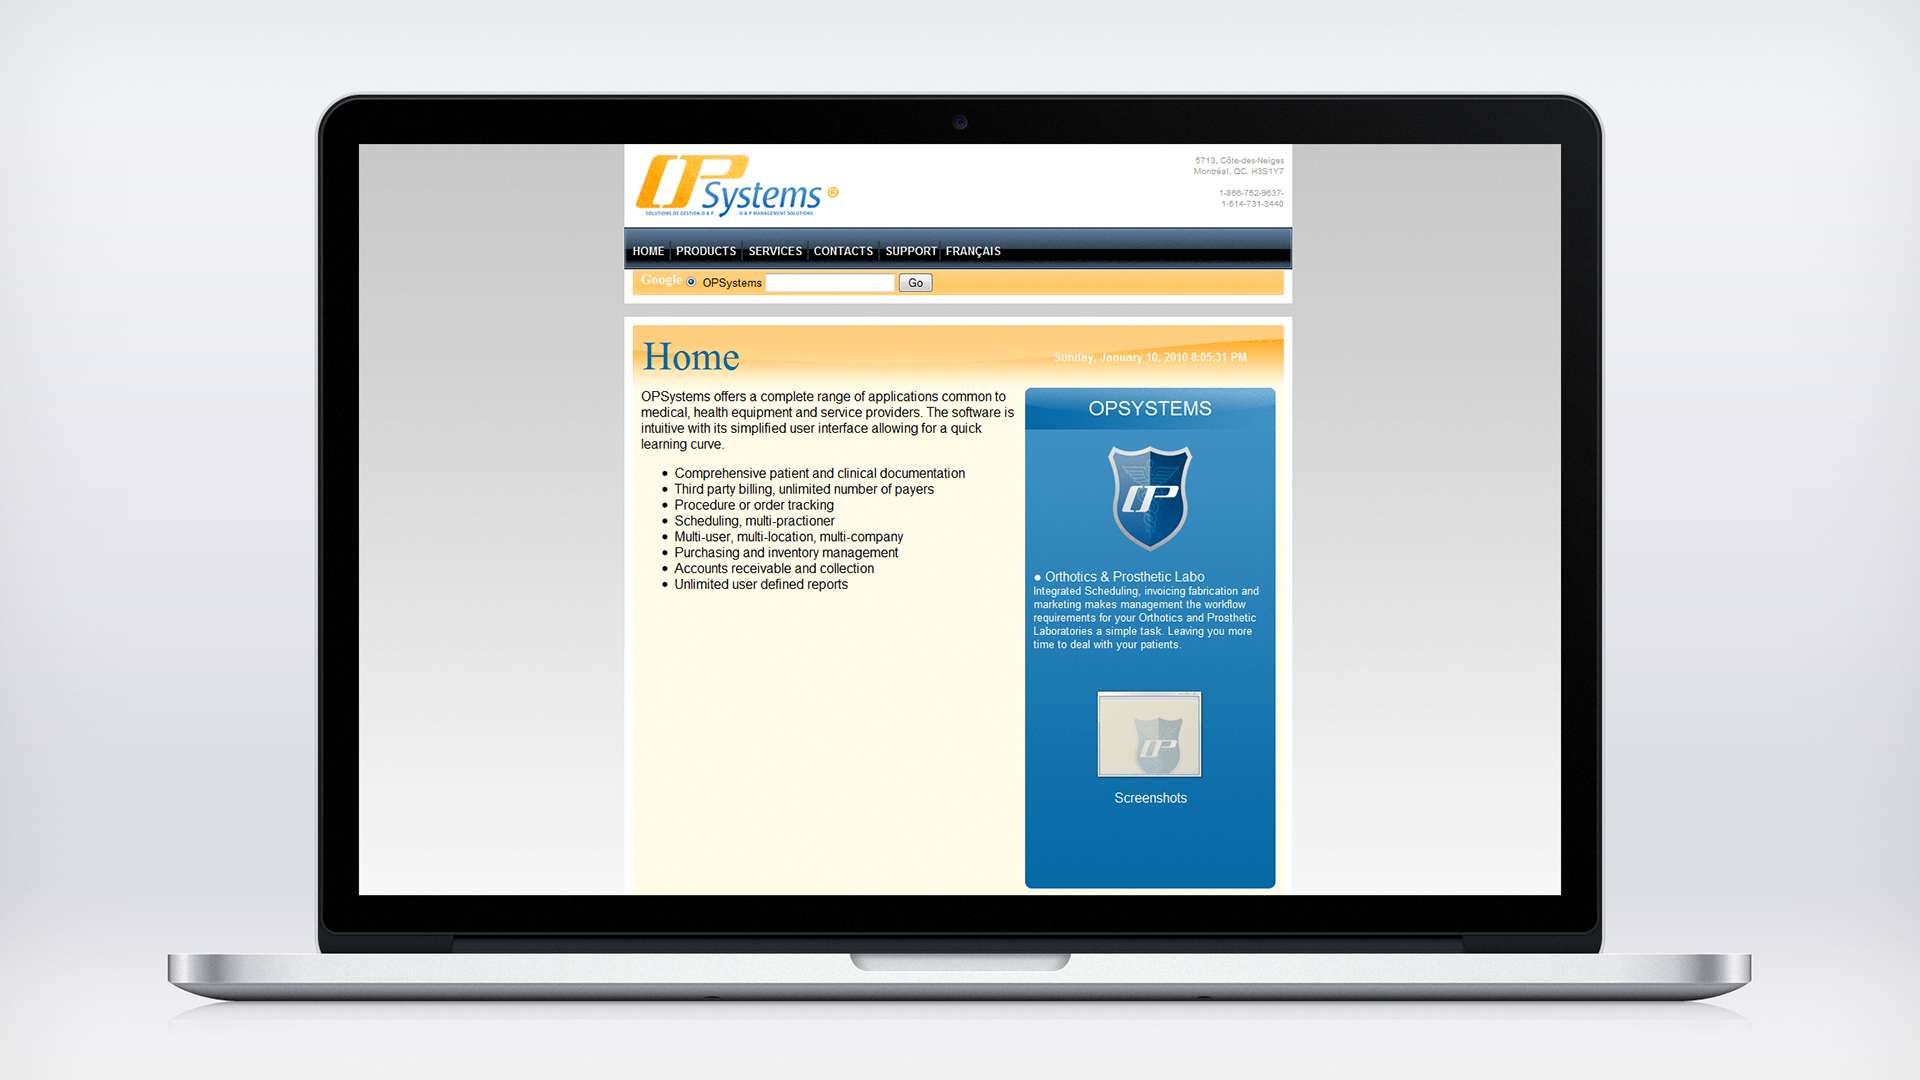 OPSystems ®
SOLUTIONS DE GESTION O & P O & P MANAGEMENT SOLUTIONS
5713, Côte-des-Neiges
Montréal, QC. H3S1Y7
1-866-752-9637-
1-514-731-3440
HOME PRODUCTS SERVICES CONTACTS SUPPORT FRANÇAIS
Google OPSystems Go
Home
Sunday, January 10, 2010 8:05:31 PM
OPSystems offers a complete range of applications common to
medical, health equipment and service providers. The software is
intuitive with its simplified user interface allowing for a quick
learning curve.
• Comprehensive patient and clinical documentation
• Third party billing, unlimited number of payers
• Procedure or order tracking
• Scheduling, multi-practioner
• Multi-user, multi-location, multi-company
• Purchasing and inventory management
• Accounts receivable and collection
• Unlimited user defined reports
OPSYSTEMS
OP
● Orthotics & Prosthetic Labo
Integrated Scheduling, invoicing fabrication and
marketing makes management the workflow
requirements for your Orthotics and Prosthetic
Laboratories a simple task. Leaving you more
time to deal with your patients.
OP
Screenshots